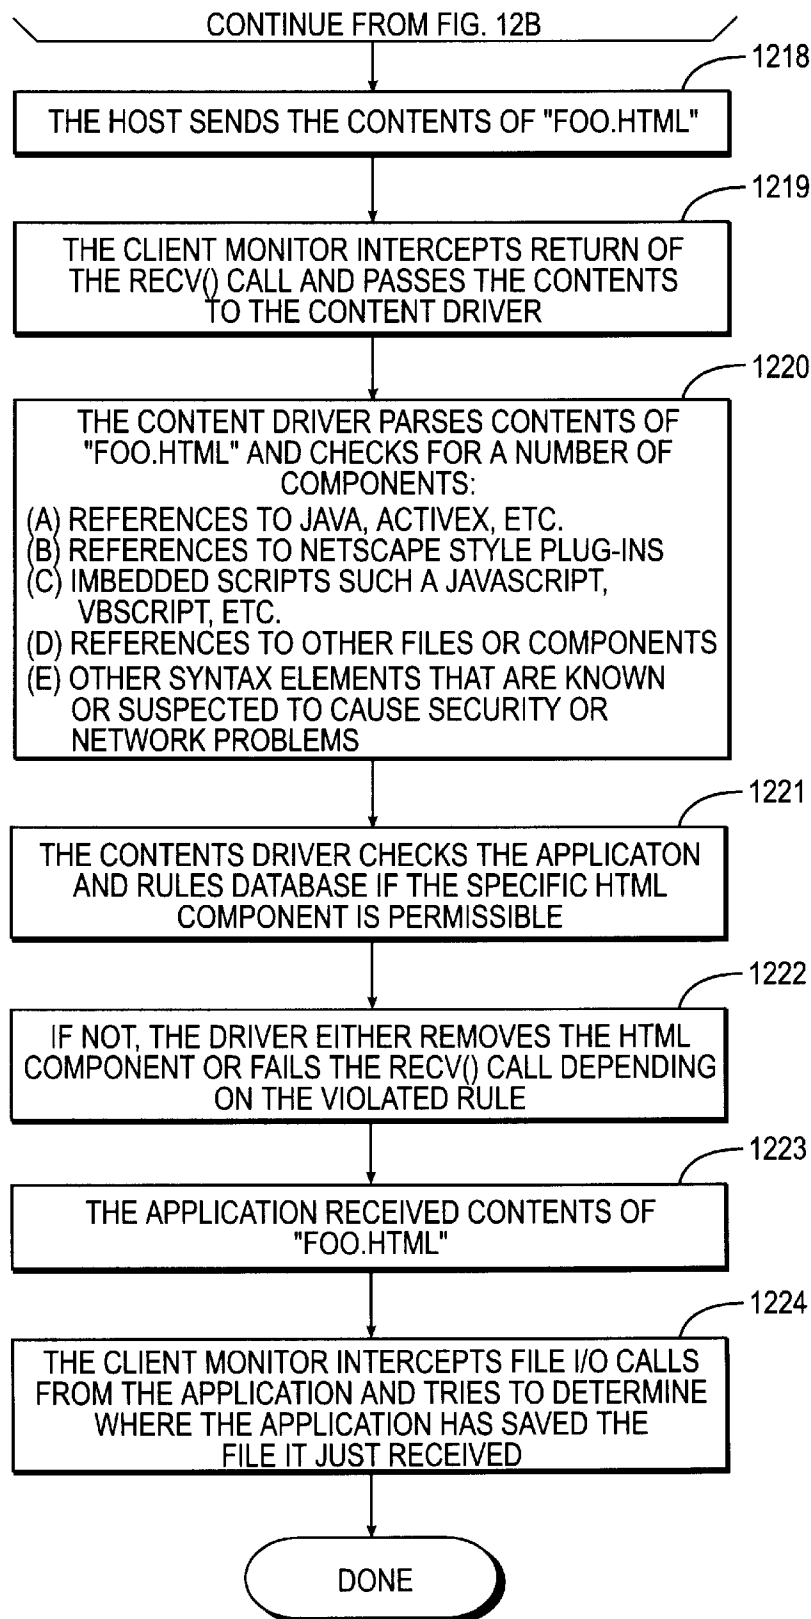 CONTINUE FROM FIG. 12B
1218
THE HOST SENDS THE CONTENTS OF "FOO.HTML"
1219
THE CLIENT MONITOR INTERCEPTS RETURN OF
THE RECV() CALL AND PASSES THE CONTENTS
TO THE CONTENT DRIVER
1220
THE CONTENT DRIVER PARSES CONTENTS OF
"FOO.HTML" AND CHECKS FOR A NUMBER OF
COMPONENTS:
(A) REFERENCES TO JAVA, ACTIVEX, ETC.
(B) REFERENCES TO NETSCAPE STYLE PLUG-INS
(C) IMBEDDED SCRIPTS SUCH A JAVASCRIPT,
VBSCRIPT, ETC.
(D) REFERENCES TO OTHER FILES OR COMPONENTS
(E) OTHER SYNTAX ELEMENTS THAT ARE KNOWN
OR SUSPECTED TO CAUSE SECURITY OR
NETWORK PROBLEMS
1221
THE CONTENTS DRIVER CHECKS THE APPLICATON
AND RULES DATABASE IF THE SPECIFIC HTML
COMPONENT IS PERMISSIBLE
1222
IF NOT, THE DRIVER EITHER REMOVES THE HTML
COMPONENT OR FAILS THE RECV() CALL DEPENDING
ON THE VIOLATED RULE
1223
THE APPLICATION RECEIVED CONTENTS OF
"FOO.HTML"
1224
THE CLIENT MONITOR INTERCEPTS FILE I/O CALLS
FROM THE APPLICATION AND TRIES TO DETERMINE
WHERE THE APPLICATION HAS SAVED THE
FILE IT JUST RECEIVED
DONE